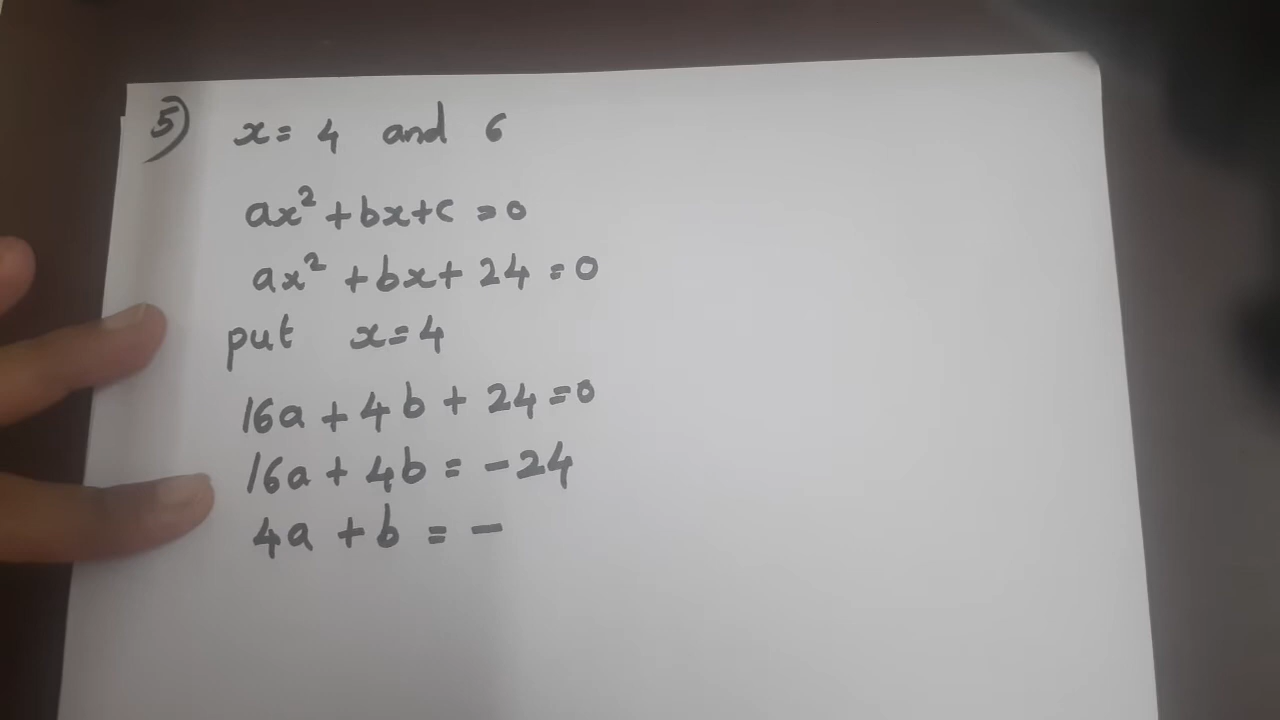 5) x = 4 and 6
ax² + bx + c = 0
ax² + bx + 24 = 0
put x = 4
16a + 4b + 24 = 0
16a + 4b = -24
4a + b = -